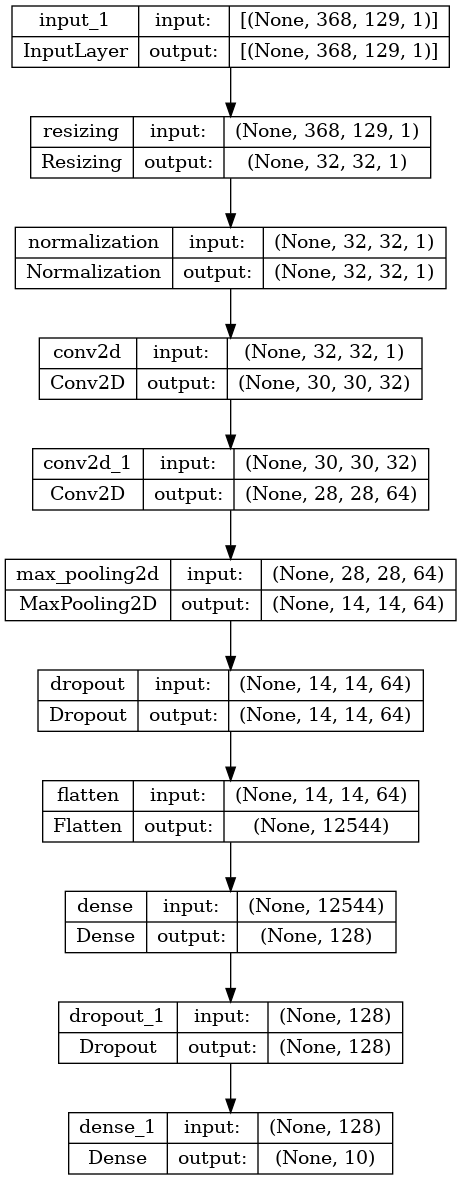 input_1 input: [(None, 368, 129, 1)]
InputLayer output: [(None, 368, 129, 1)]
resizing input: (None, 368, 129, 1)
Resizing output: (None, 32, 32, 1)
normalization input: (None, 32, 32, 1)
Normalization output: (None, 32, 32, 1)
conv2d input: (None, 32, 32, 1)
Conv2D output: (None, 30, 30, 32)
conv2d_1 input: (None, 30, 30, 32)
Conv2D output: (None, 28, 28, 64)
max_pooling2d input: (None, 28, 28, 64)
MaxPooling2D output: (None, 14, 14, 64)
dropout input: (None, 14, 14, 64)
Dropout output: (None, 14, 14, 64)
flatten input: (None, 14, 14, 64)
Flatten output: (None, 12544)
dense input: (None, 12544)
Dense output: (None, 128)
dropout_1 input: (None, 128)
Dropout output: (None, 128)
dense_1 input: (None, 128)
Dense output: (None, 10)